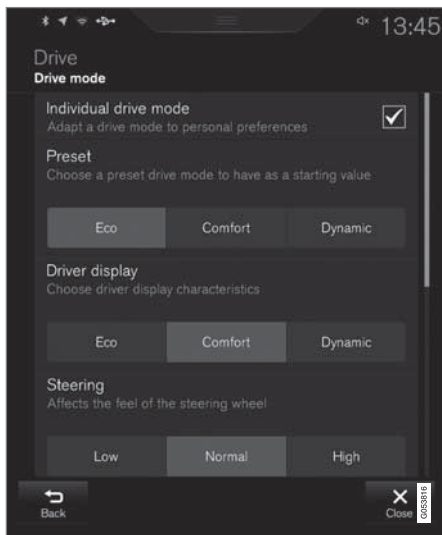 13:45
Drive
Drive mode
Individual drive mode
Adapt a drive mode to personal preferences
Preset
Choose a preset drive mode to have as a starting value
Eco Comfort Dynamic
Driver display
Choose driver display characteristics
Eco Comfort Dynamic
Steering
Affects the feel of the steering wheel
Low Normal High
Back
Close
G053816